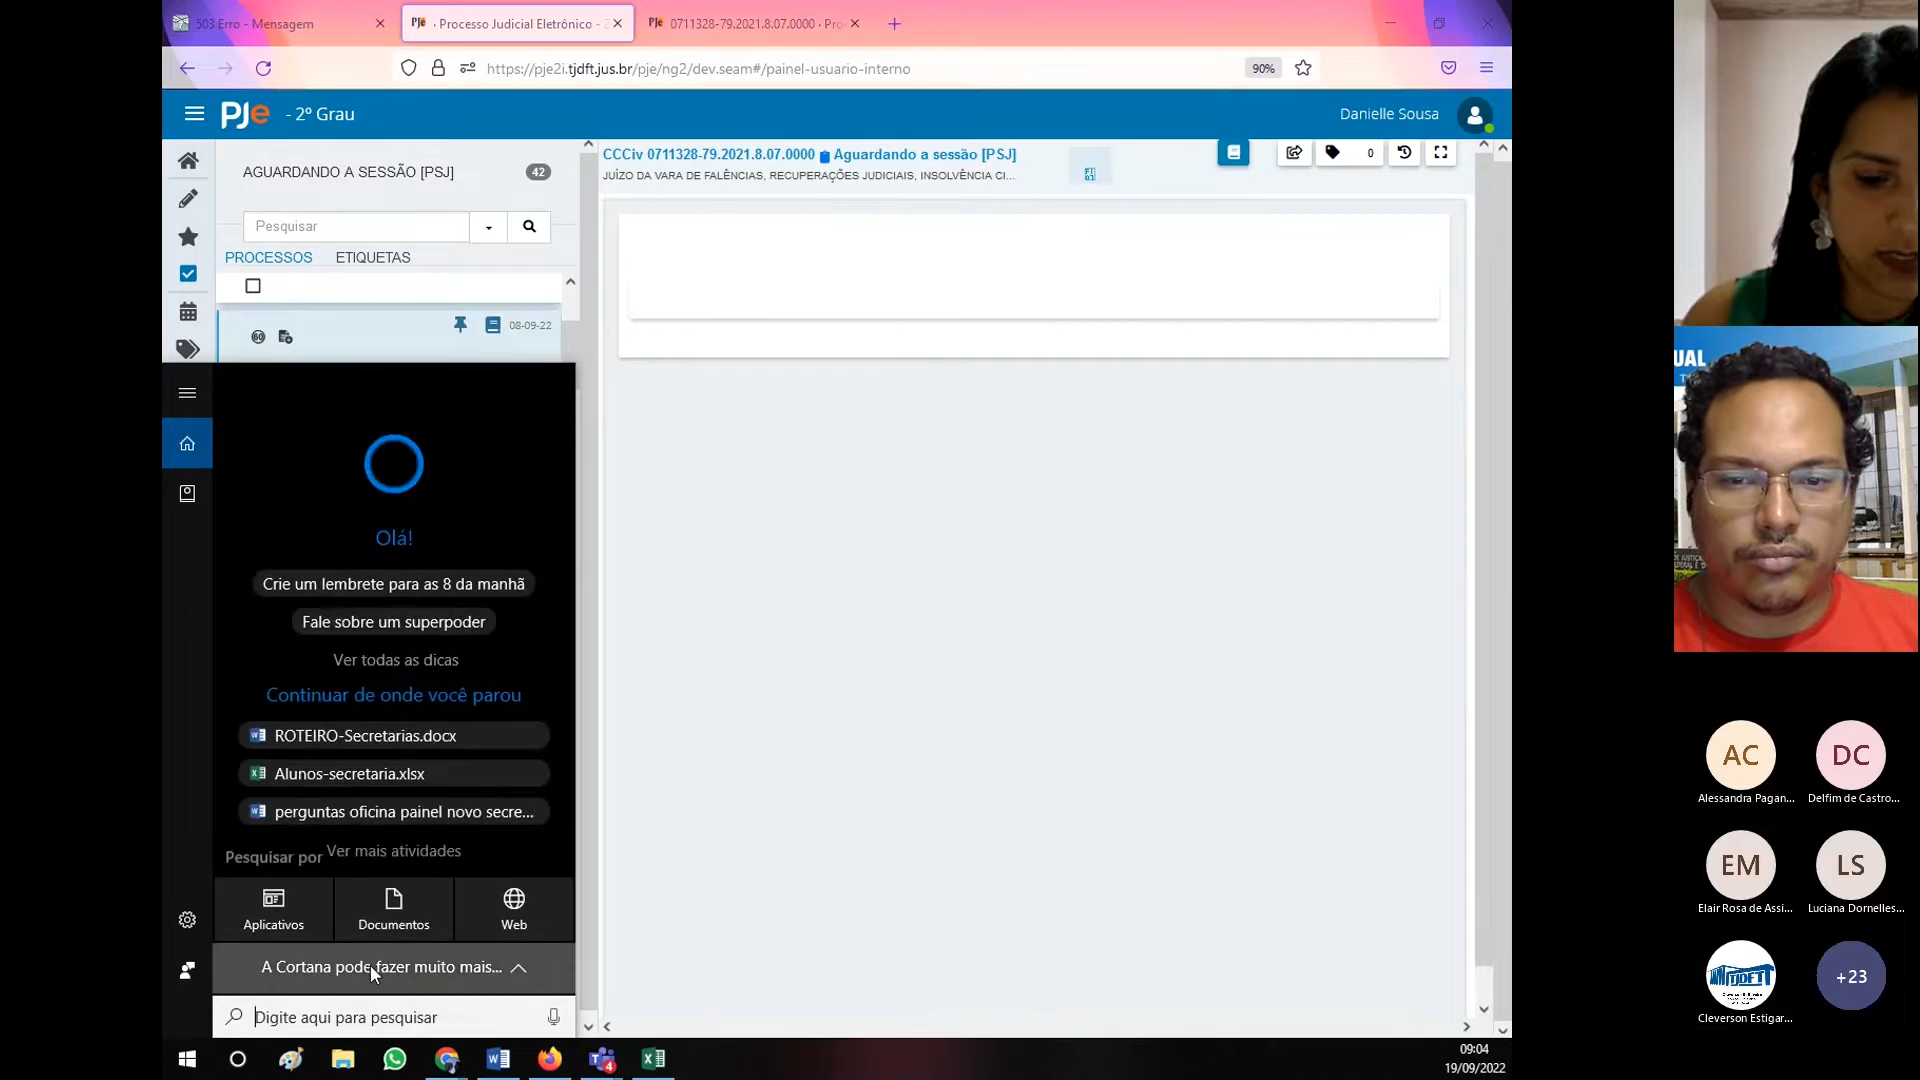 503 Erro - Mensagem
PJe · Processo Judicial Eletrônico - 2
PJe 0711328-79.2021.8.07.0000 · Pro
https://pje2i.tjdft.jus.br/pje/ng2/dev.seam#/painel-usuario-interno
90%
PJe - 2º Grau
Danielle Sousa
AGUARDANDO A SESSÃO [PSJ]
42
Pesquisar
PROCESSOS
ETIQUETAS
60
08-09-22
CCCiv 0711328-79.2021.8.07.0000 Aguardando a sessão [PSJ]
JUÍZO DA VARA DE FALÊNCIAS, RECUPERAÇÕES JUDICIAIS, INSOLVÊNCIA CI...
0
Olá!
Crie um lembrete para as 8 da manhã
Fale sobre um superpoder
Ver todas as dicas
Continuar de onde você parou
ROTEIRO-Secretarias.docx
Alunos-secretaria.xlsx
perguntas oficina painel novo secre...
Ver mais atividades
Pesquisar por
Aplicativos
Documentos
Web
A Cortana pode fazer muito mais...
Digite aqui para pesquisar
4
09:04
19/09/2022
UAL
AC
Alessandra Pagan...
DC
Delfim de Castro...
EM
Elair Rosa de Assi...
LS
Luciana Dornelles...
TJDFT
Cleverson Estigar...
+23